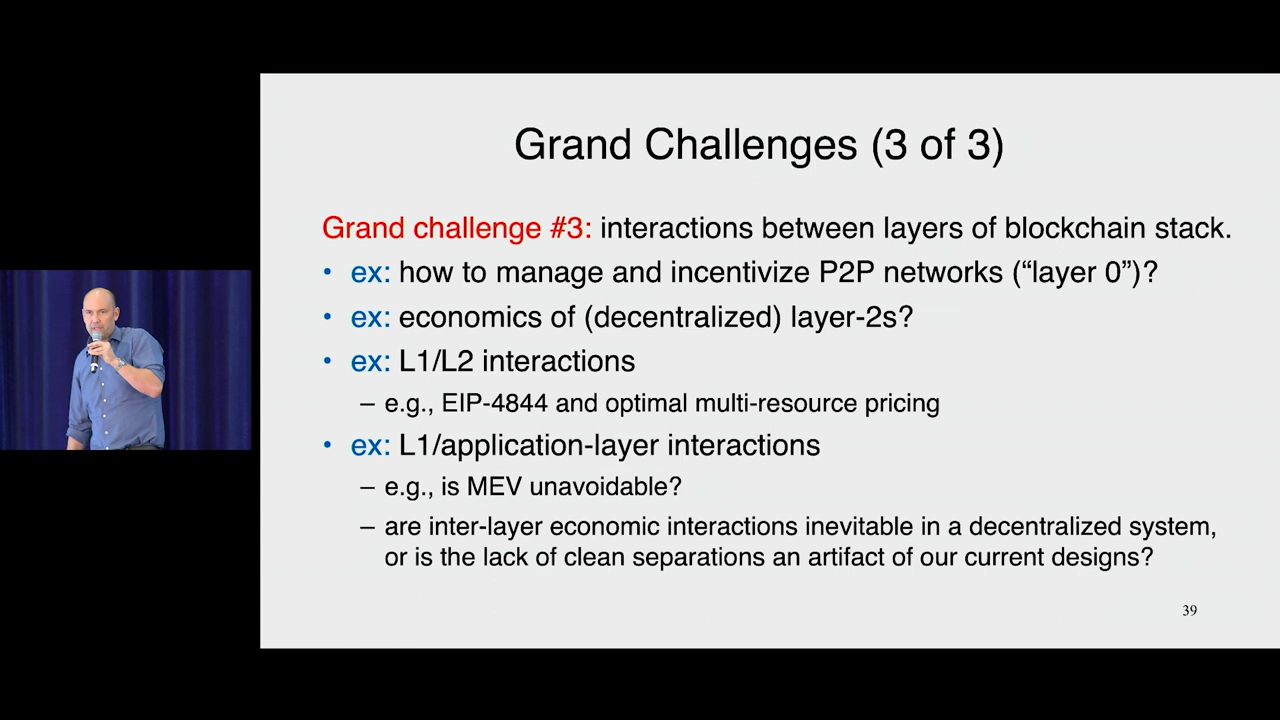 Grand Challenges (3 of 3)
Grand challenge #3: interactions between layers of blockchain stack.
• ex: how to manage and incentivize P2P networks (“layer 0”)?
• ex: economics of (decentralized) layer-2s?
• ex: L1/L2 interactions
– e.g., EIP-4844 and optimal multi-resource pricing
• ex: L1/application-layer interactions
– e.g., is MEV unavoidable?
– are inter-layer economic interactions inevitable in a decentralized system,
or is the lack of clean separations an artifact of our current designs?
39